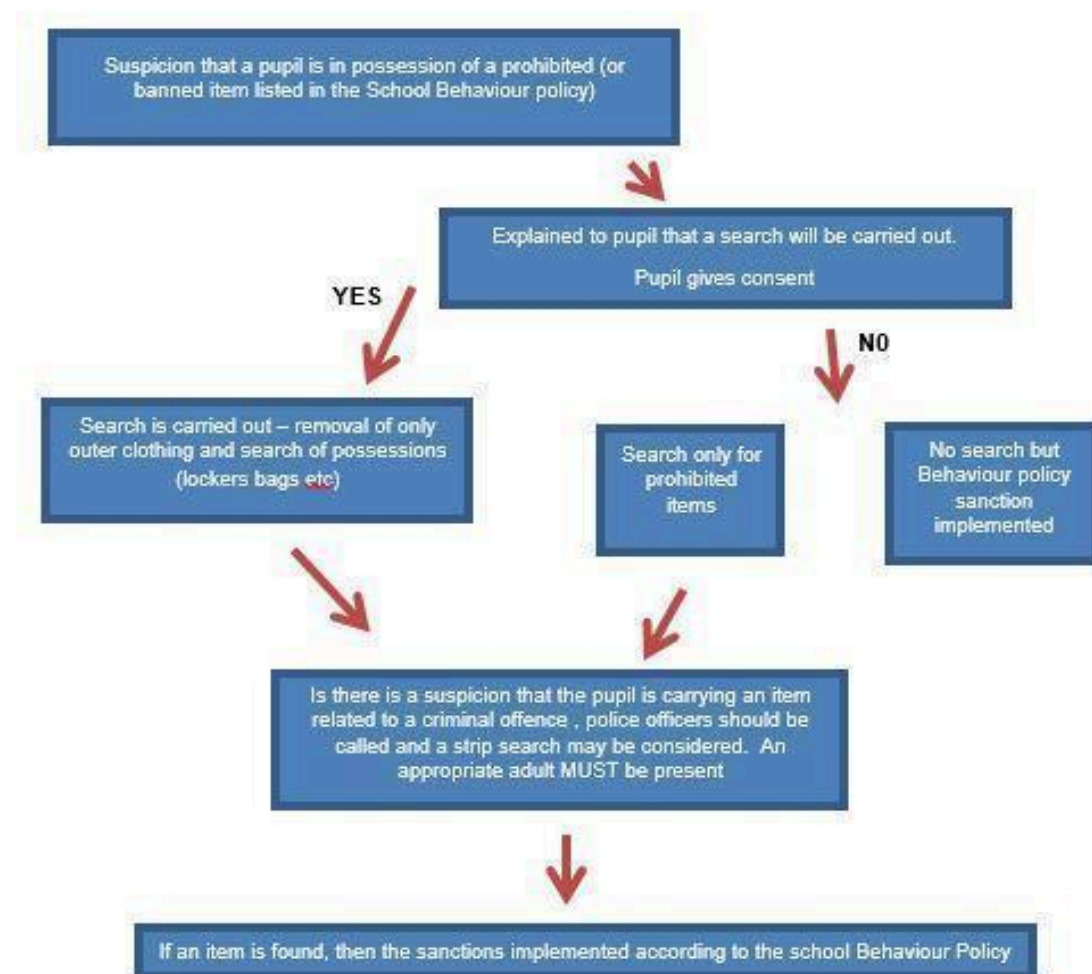 Suspicion that a pupil is in possession of a prohibited (or
banned item listed in the School Behaviour policy)
Explained to pupil that a search will be carried out.
Pupil gives consent
YES
N0
Search is carried out – removal of only
outer clothing and search of possessions
(lockers bags etc)
Search only for
prohibited
items
No search but
Behaviour policy
sanction
implemented
Is there is a suspicion that the pupil is carrying an item
related to a criminal offence , police officers should be
called and a strip search may be considered. An
appropriate adult MUST be present
If an item is found, then the sanctions implemented according to the school Behaviour Policy